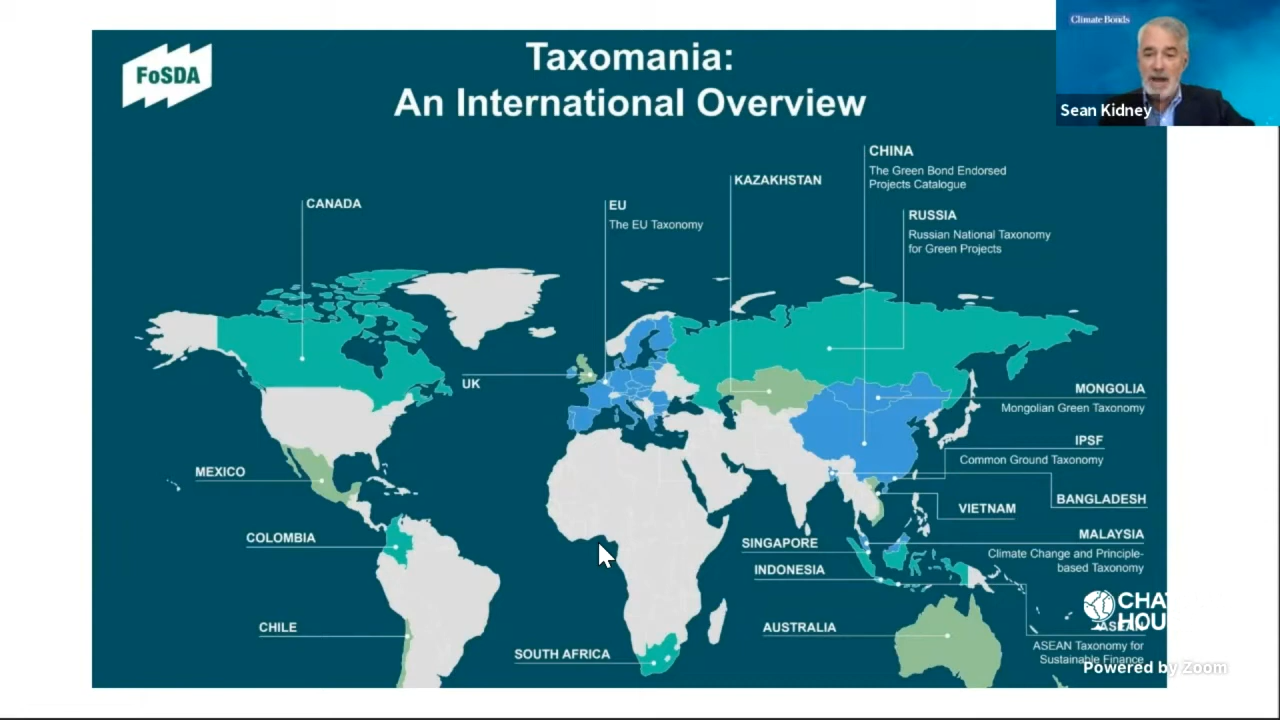 Climate Bonds
Sean Kidney
FoSDA
Taxomania:
An International Overview
CHINA
The Green Bond Endorsed
Projects Catalogue
KAZAKHSTAN
CANADA
EU
The EU Taxonomy
RUSSIA
Russian National Taxonomy
for Green Projects
UK
MONGOLIA
Mongolian Green Taxonomy
IPSF
Common Ground Taxonomy
MEXICO
BANGLADESH
VIETNAM
COLOMBIA
SINGAPORE
MALAYSIA
Climate Change and Principle-
based Taxonomy
INDONESIA
CHA
HOU
CHILE
AUSTRALIA
ASEAN
ASEAN Taxonomy for
Sustainable Finance
SOUTH AFRICA
Powered by Zoom